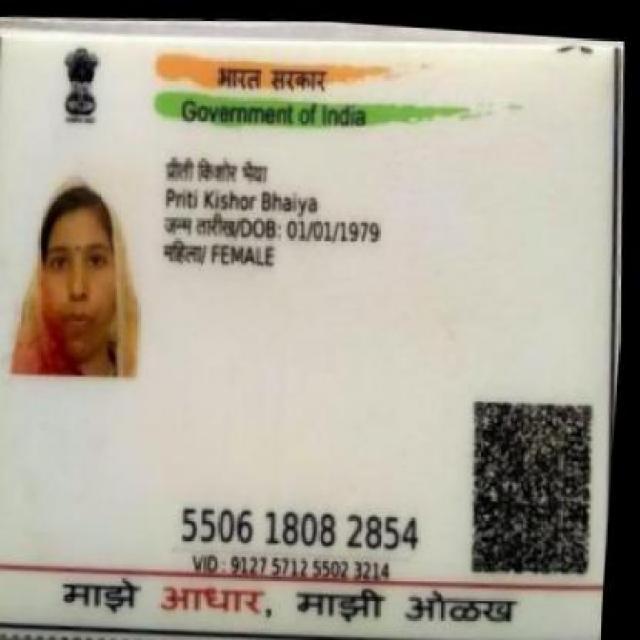 भारत सरकार
Government of India
प्रीती किशोर भैया
Priti Kishor Bhaiya
जन्म तारीख/DOB: 01/01/1979
महिला/ FEMALE
5506 1808 2854
VID : 9127 5712 5502 3214
माझे आधार, माझी ओळख